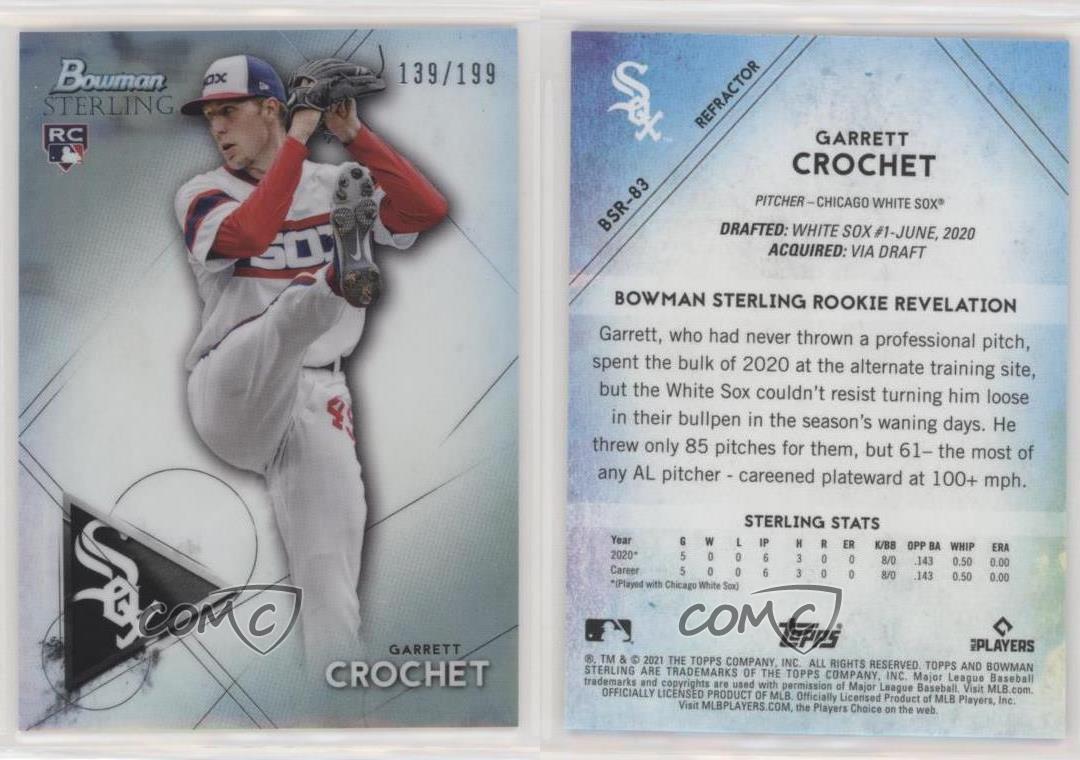 Bowman
STERLING
139/199
RC
SOX
SOX
49
Sox
GARRETT
CROCHET
COMC
Sox
REFRACTOR
BSR-83
GARRETT
CROCHET
PITCHER – CHICAGO WHITE SOX®
DRAFTED: WHITE SOX #1-JUNE, 2020
ACQUIRED: VIA DRAFT
BOWMAN STERLING ROOKIE REVELATION
Garrett, who had never thrown a professional pitch,
spent the bulk of 2020 at the alternate training site,
but the White Sox couldn't resist turning him loose
in their bullpen in the season's waning days. He
threw only 85 pitches for them, but 61– the most of
any AL pitcher - careened plateward at 100+ mph.
STERLING STATS
Year G W L IP H R ER K/BB OPP BA WHIP ERA
2020* 5 0 0 6 3 0 0 8/0 .143 0.50 0.00
Career 5 0 0 6 3 0 0 8/0 .143 0.50 0.00
*(Played with Chicago White Sox)
COMC
Topps
MLB PLAYERS
®, TM & © 2021 THE TOPPS COMPANY, INC. ALL RIGHTS RESERVED. TOPPS AND BOWMAN
STERLING ARE TRADEMARKS OF THE TOPPS COMPANY, INC. Major League Baseball
trademarks and copyrights are used with permission of Major League Baseball. Visit MLB.com.
OFFICIALLY LICENSED PRODUCT OF MLB. Officially Licensed Product of MLB Players, Inc.
Visit MLBPLAYERS.COM, the Players Choice on the web.